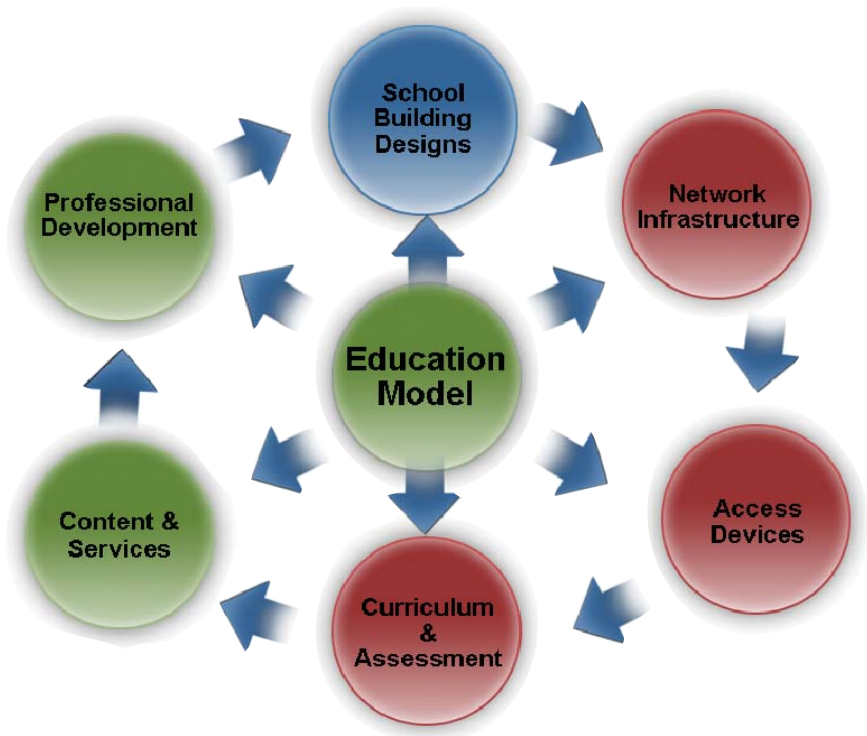 School
Building
Designs
Professional
Development
Network
Infrastructure
Education
Model
Content &
Services
Access
Devices
Curriculum
&
Assessment